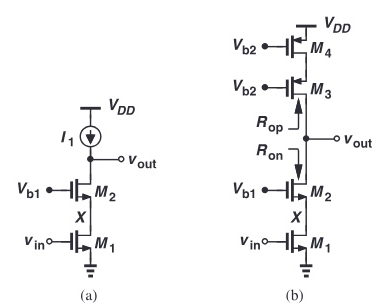 V_DD
I_1
v_out
V_b1
M_2
X
v_in
M_1
(a)
V_DD
V_b2
M_4
V_b2
M_3
R_op
v_out
R_on
V_b1
M_2
X
v_in
M_1
(b)